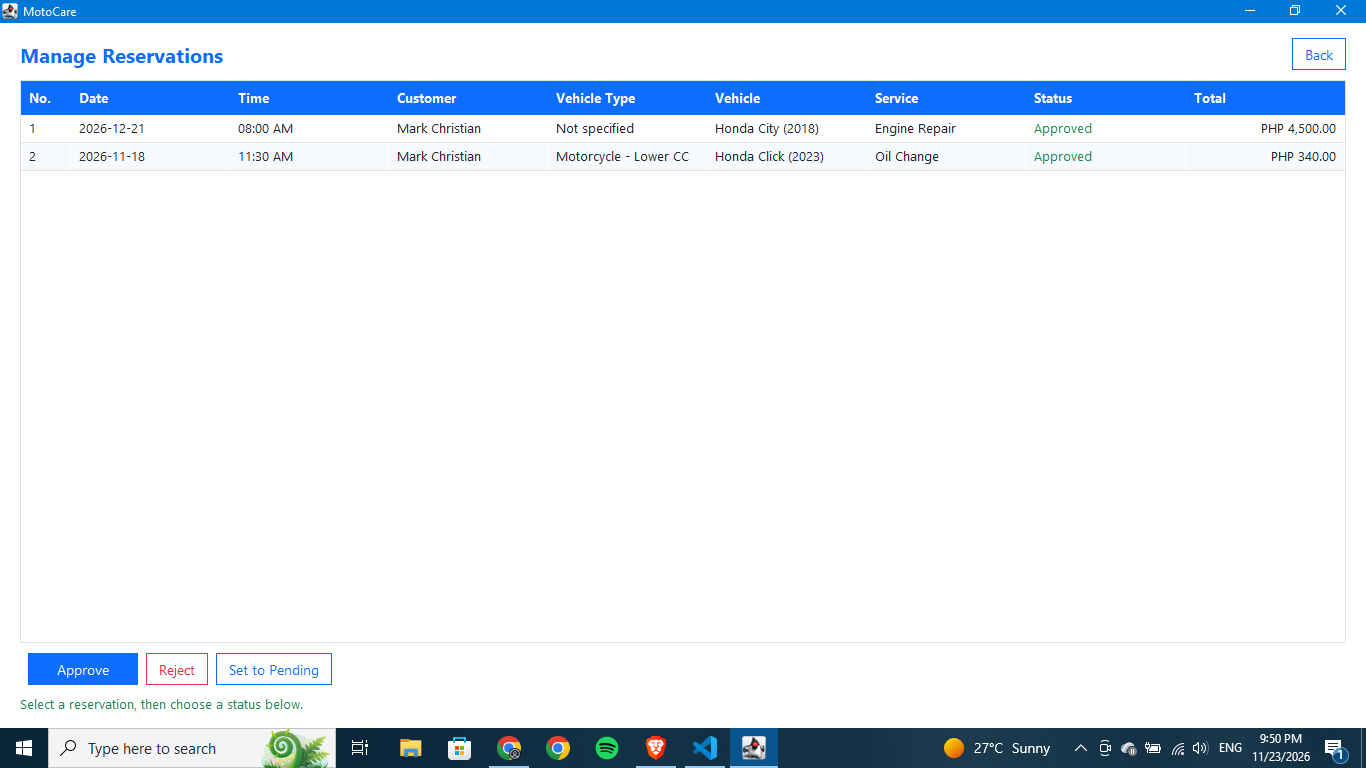 MotoCare
Manage Reservations
Back
No. Date Time Customer Vehicle Type Vehicle Service Status Total
1 2026-12-21 08:00 AM Mark Christian Not specified Honda City (2018) Engine Repair Approved PHP 4,500.00
2 2026-11-18 11:30 AM Mark Christian Motorcycle - Lower CC Honda Click (2023) Oil Change Approved PHP 340.00
Approve Reject Set to Pending
Select a reservation, then choose a status below.
Type here to search
27°C Sunny
ENG
9:50 PM
11/23/2026
1